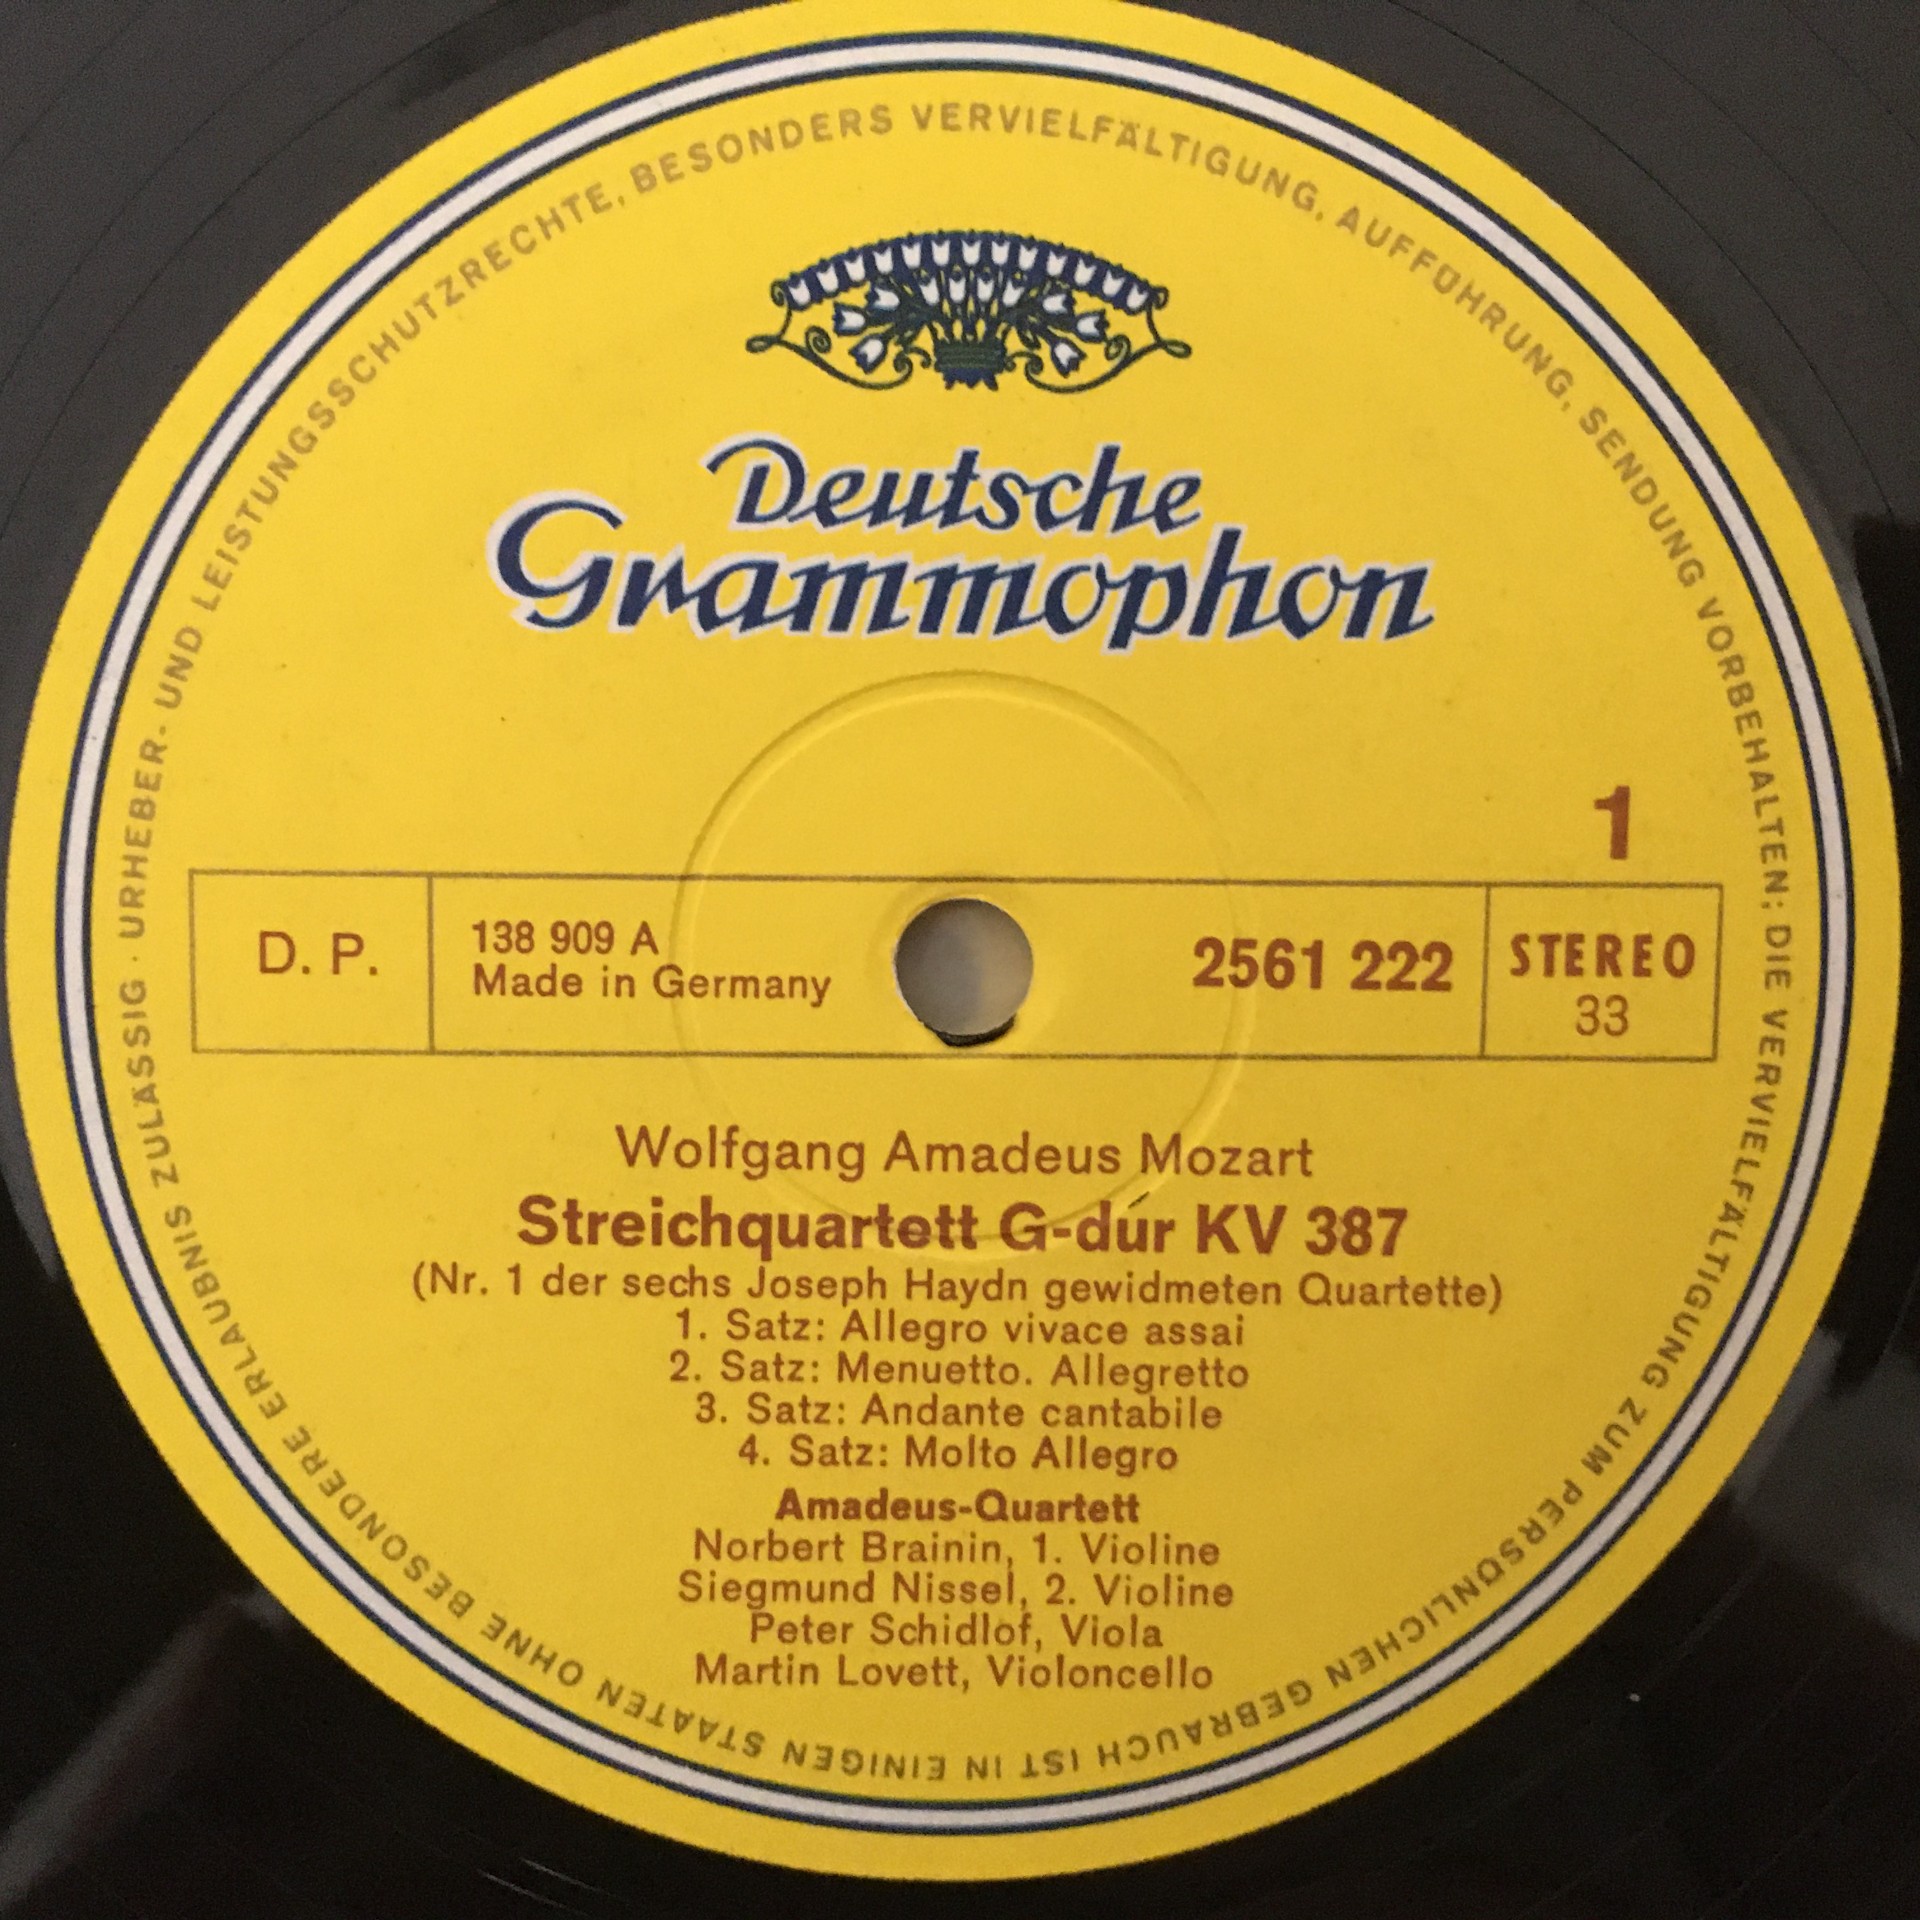 URHEBER- UND LEISTUNGSSCHUTZRECHTE, BESONDERS VERVIELFÄLTIGUNG, AUFFÜHRUNG, SENDUNG VORBEHALTEN; DIE VERVIELFÄLTIGUNG ZUM PERSÖNLICHEN GEBRAUCH IST IN EINIGEN STAATEN OHNE BESONDERE ERLAUBNIS ZULÄSSIG ·
Deutsche
Grammophon
1
D. P.
138 909 A
Made in Germany
2561 222
STEREO
33
Wolfgang Amadeus Mozart
Streichquartett G-dur KV 387
(Nr. 1 der sechs Joseph Haydn gewidmeten Quartette)
1. Satz: Allegro vivace assai
2. Satz: Menuetto. Allegretto
3. Satz: Andante cantabile
4. Satz: Molto Allegro
Amadeus-Quartett
Norbert Brainin, 1. Violine
Siegmund Nissel, 2. Violine
Peter Schidlof, Viola
Martin Lovett, Violoncello